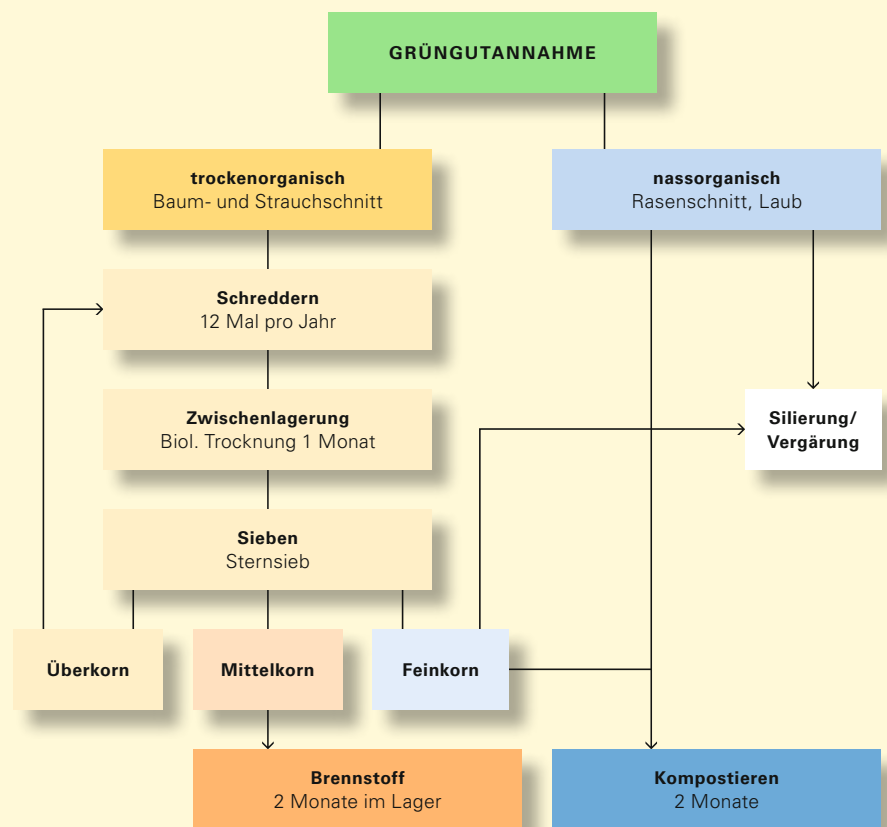 GRÜNGUTANNAHME
trockenorganisch
Baum- und Strauchschnitt
nassorganisch
Rasenschnitt, Laub
Schreddern
12 Mal pro Jahr
Zwischenlagerung
Biol. Trocknung 1 Monat
Silierung/
Vergärung
Sieben
Sternsieb
Überkorn
Mittelkorn
Feinkorn
Brennstoff
2 Monate im Lager
Kompostieren
2 Monate